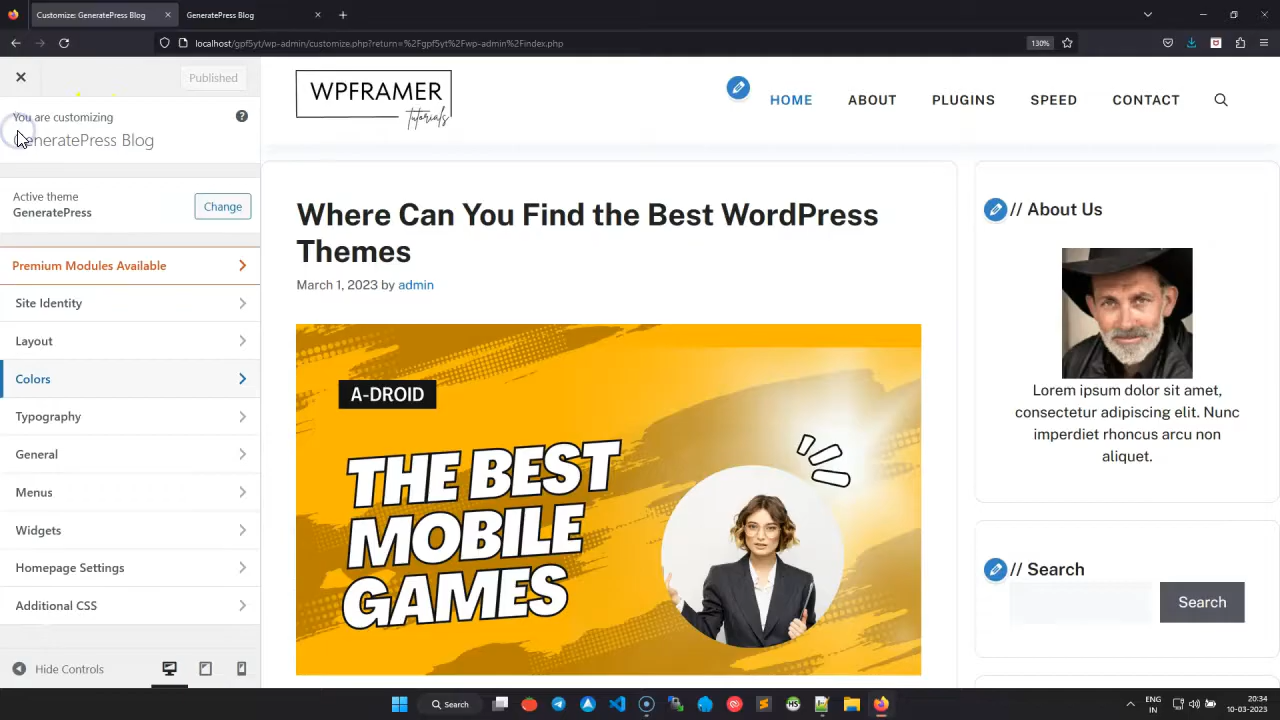 Customize: GeneratePress Blog
GeneratePress Blog
localhost/gpf5yt/wp-admin/customize.php?return=%2Fgpf5yt%2Fwp-admin%2Findex.php
130%
Published
You are customizing
GeneratePress Blog
Active theme
GeneratePress
Change
Premium Modules Available
Site Identity
Layout
Colors
Typography
General
Menus
Widgets
Homepage Settings
Additional CSS
Hide Controls
WPFRAMER
Tutorials
HOME
ABOUT
PLUGINS
SPEED
CONTACT
Where Can You Find the Best WordPress
Themes
March 1, 2023 by admin
A-DROID
THE BEST
MOBILE
GAMES
// About Us
Lorem ipsum dolor sit amet,
consectetur adipiscing elit. Nunc
imperdiet rhoncus arcu non
aliquet.
// Search
Search
Search
ENG
IN
20:34
10-03-2023